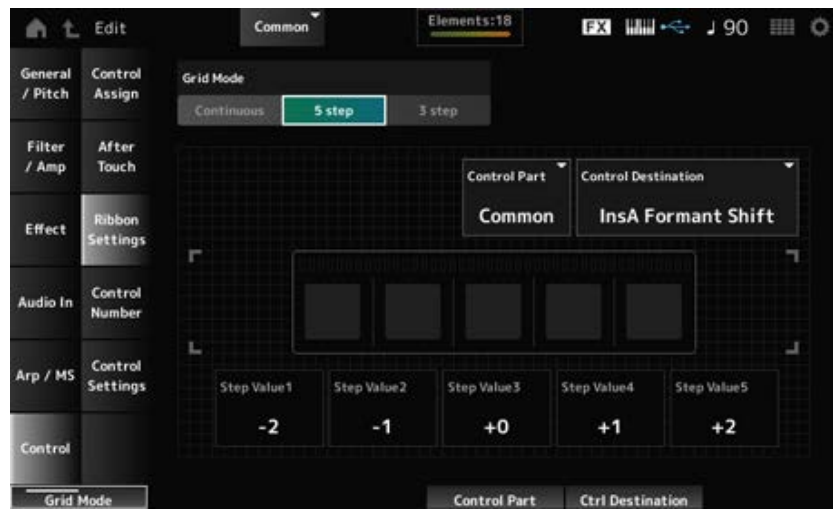 Edit
Common
Elements:18
FX
♩ 90
General / Pitch
Control Assign
Filter / Amp
After Touch
Effect
Ribbon Settings
Audio In
Control Number
Arp / MS
Control Settings
Control
Grid Mode
Continuous
5 step
3 step
Control Part
Common
Control Destination
InsA Formant Shift
Step Value1
Step Value2
Step Value3
Step Value4
Step Value5
-2
-1
+0
+1
+2
Grid Mode
Control Part
Ctrl Destination